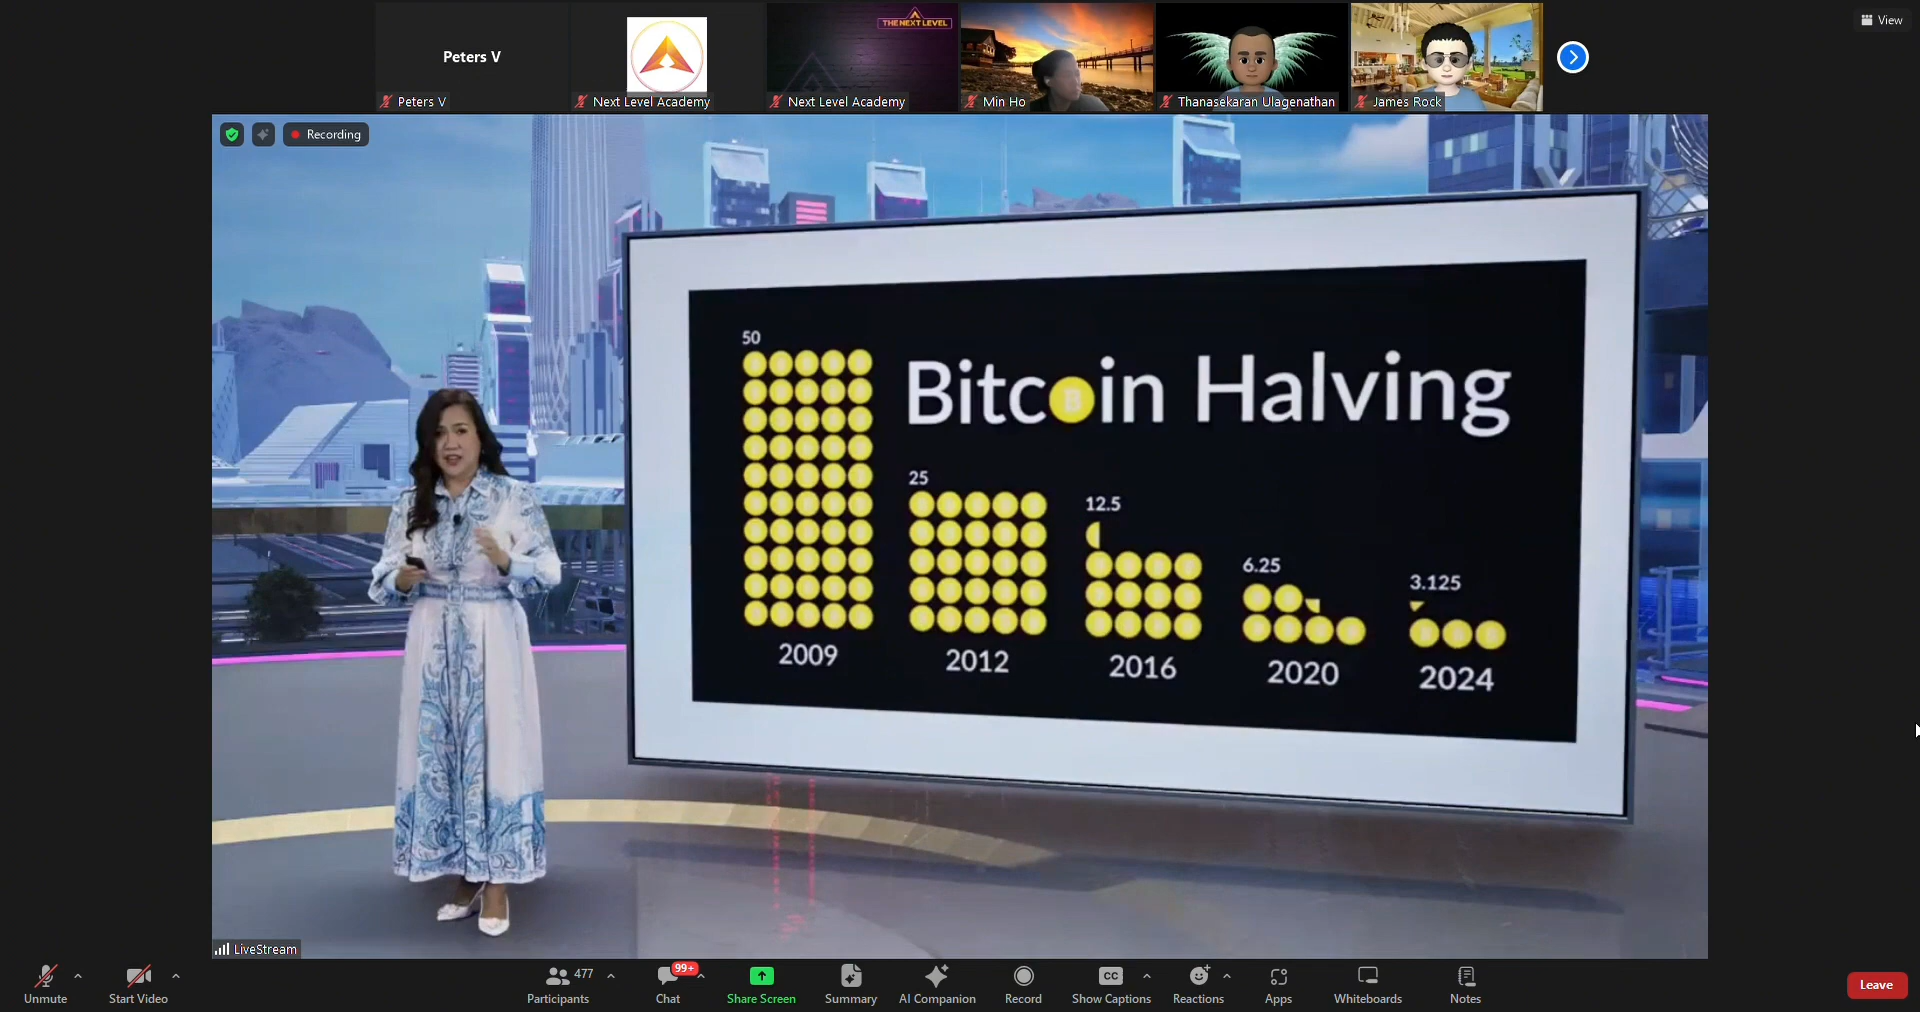 View
Peters V
THE NEXT LEVEL
Peters V
Next Level Academy
Next Level Academy
Min Ho
Thanasekaran Ulagenathan
James Rock
Recording
50
Bitcoin Halving
25
12.5
6.25
3.125
2009
2012
2016
2020
2024
LiveStream
477
99+
CC
Unmute
Start Video
Participants
Chat
Share Screen
Summary
AI Companion
Record
Show Captions
Reactions
Apps
Whiteboards
Notes
Leave